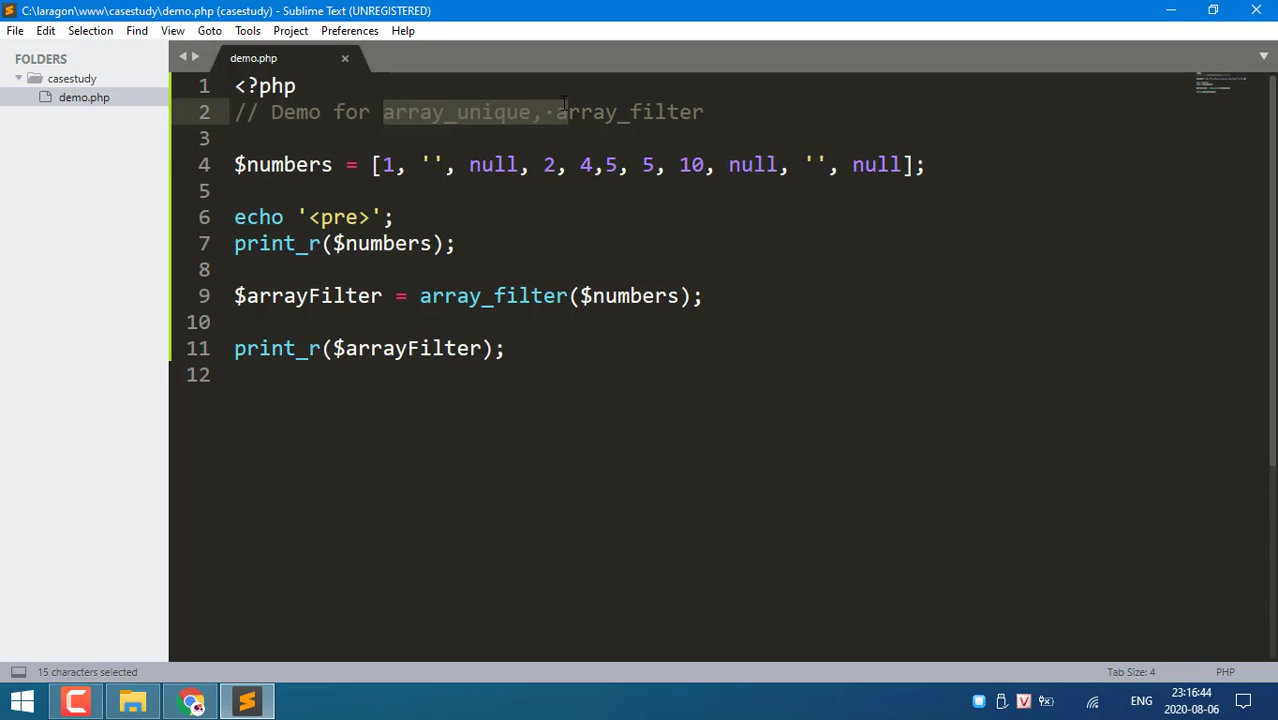 C:\laragon\www\casestudy\demo.php (casestudy) - Sublime Text (UNREGISTERED)
File Edit Selection Find View Goto Tools Project Preferences Help
FOLDERS
casestudy
demo.php
demo.php
1 <?php
2 // Demo for array_unique, array_filter
3
4 $numbers = [1, '', null, 2, 4,5, 5, 10, null, '', null];
5
6 echo '<pre>';
7 print_r($numbers);
8
9 $arrayFilter = array_filter($numbers);
10
11 print_r($arrayFilter);
12
15 characters selected
Tab Size: 4
PHP
ENG
23:16:44
2020-08-06